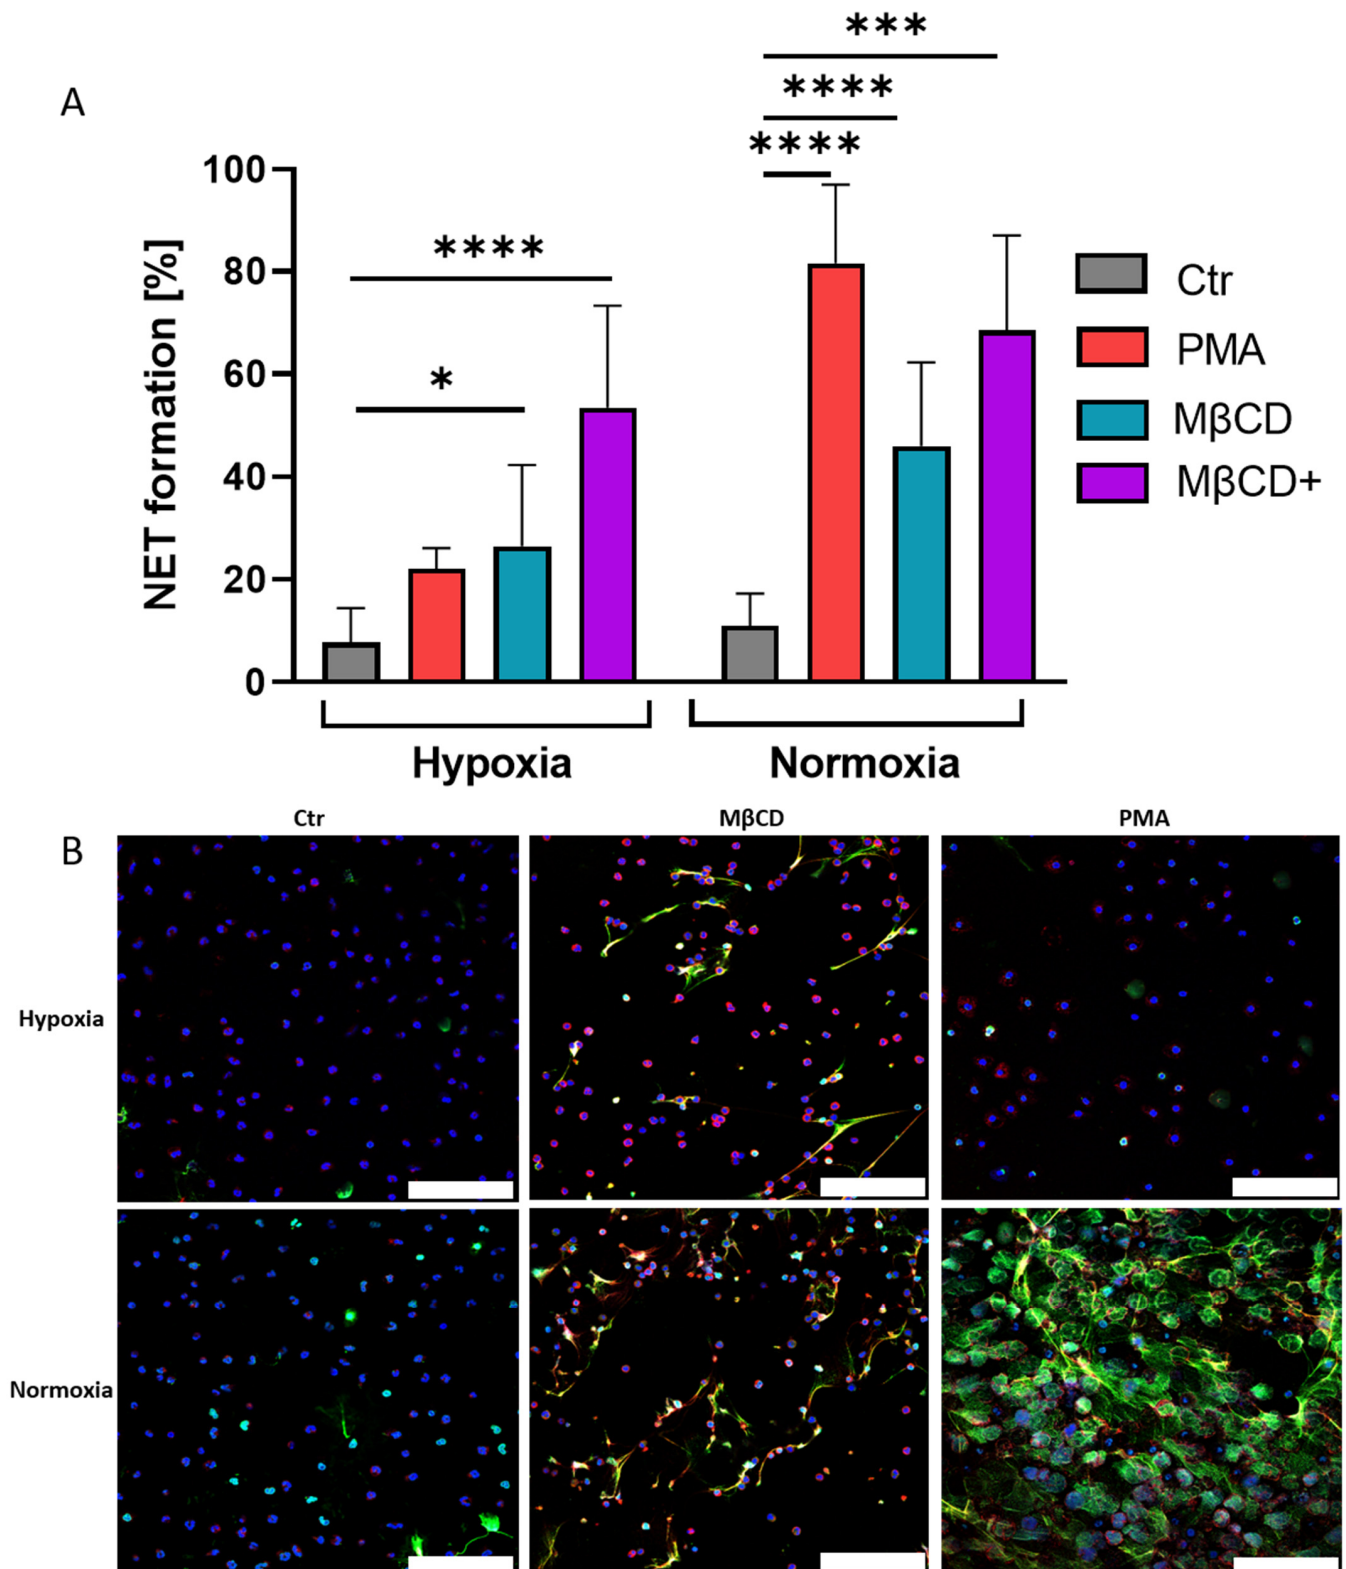 A
***
****
****
100
80
60
40
20
0
NET formation [%]
****
*
Ctr
PMA
MβCD
MβCD+
Hypoxia
Normoxia
B
Ctr
MβCD
PMA
Hypoxia
Normoxia